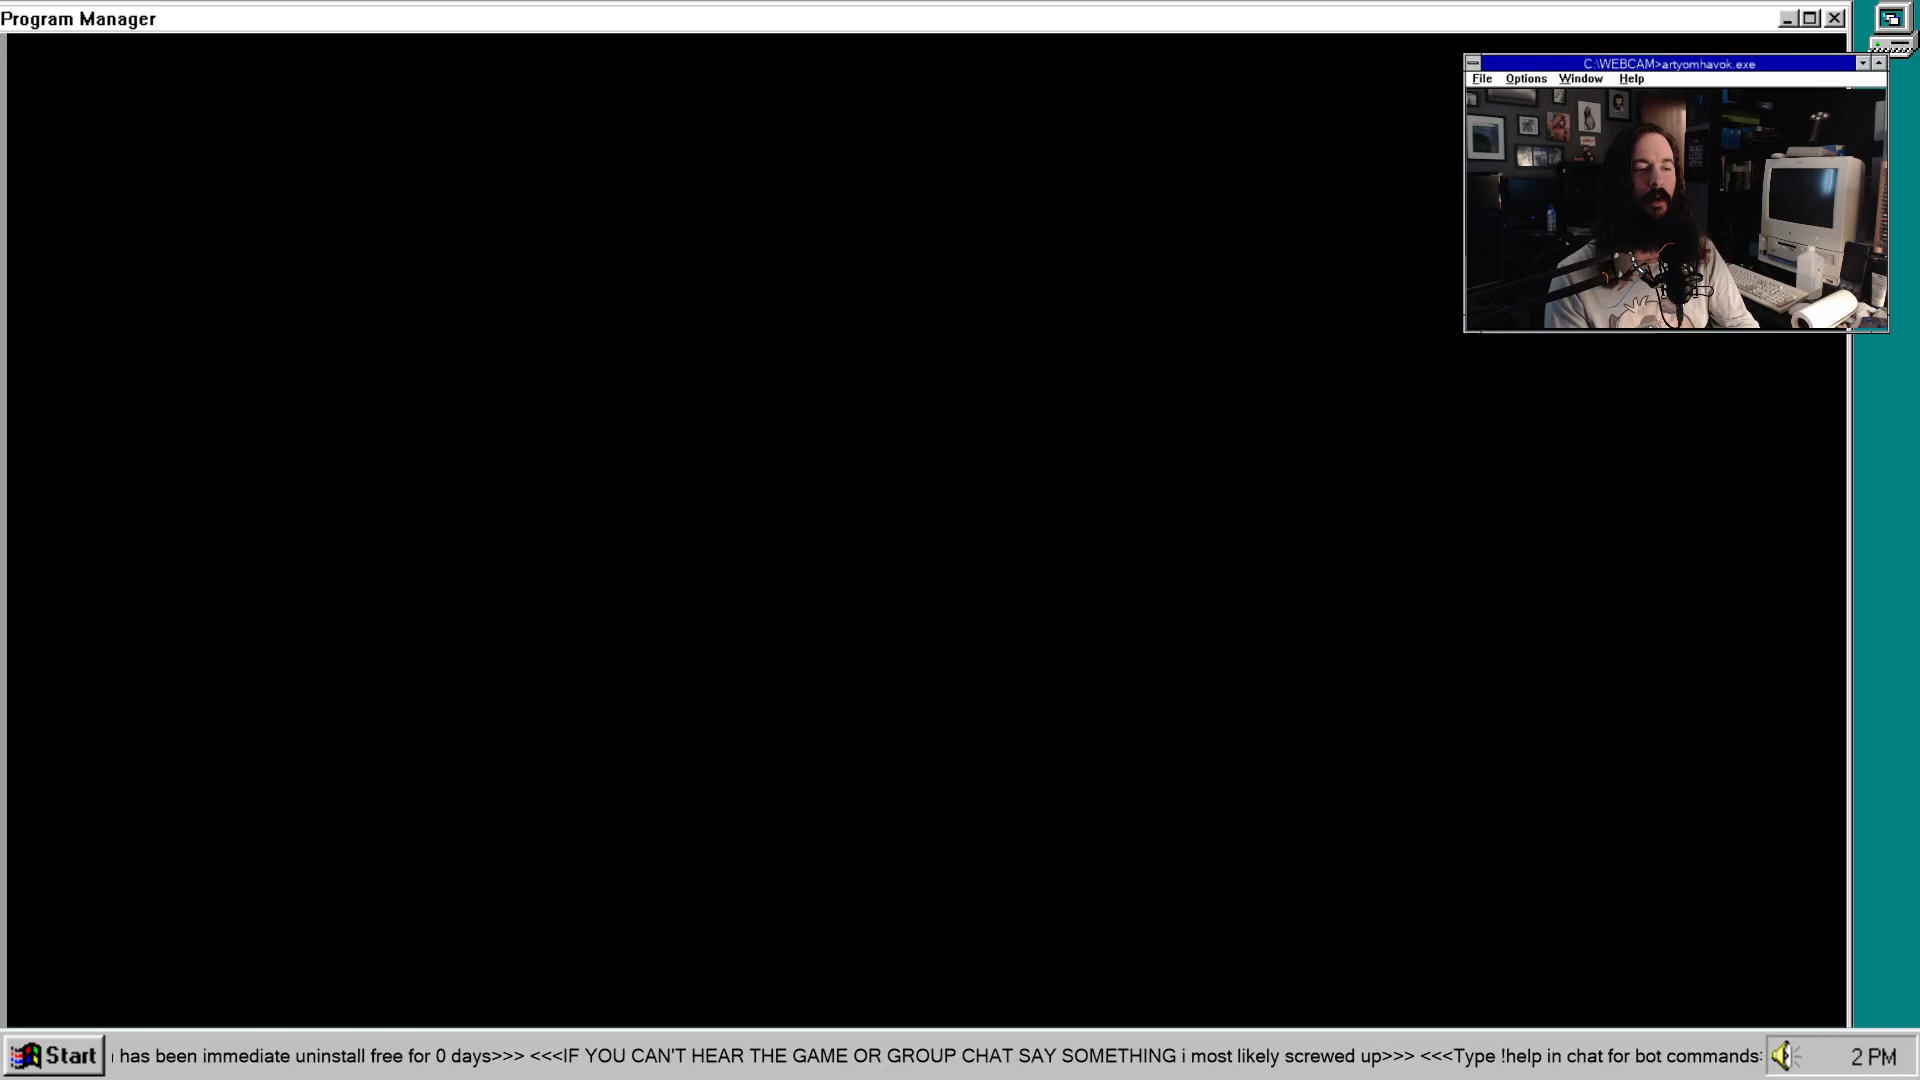 Program Manager
C:\WEBCAM>artyomhavok.exe
File Options Window Help
Start
has been immediate uninstall free for 0 days>>> <<<IF YOU CAN'T HEAR THE GAME OR GROUP CHAT SAY SOMETHING i most likely screwed up>>> <<<Type !help in chat for bot commands
2 PM